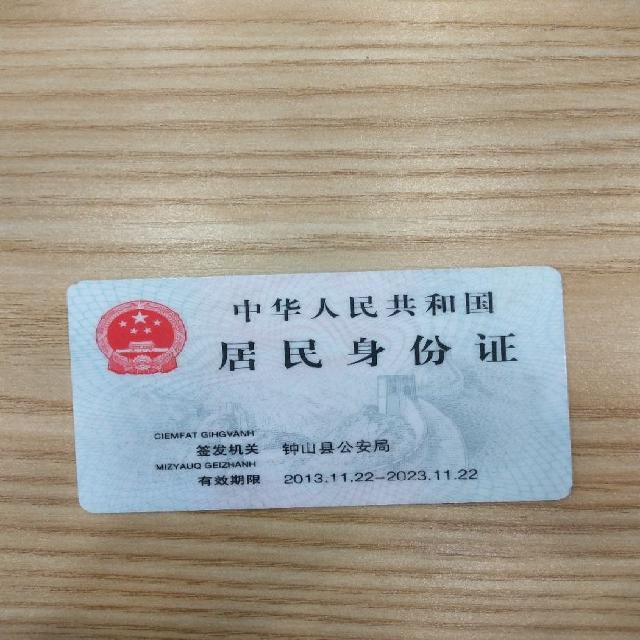 中华人民共和国
居民身份证
CIEMFAT GIHGVANH
签发机关 钟山县公安局
MIZYAUQ GEIZHANH
有效期限 2013.11.22-2023.11.22